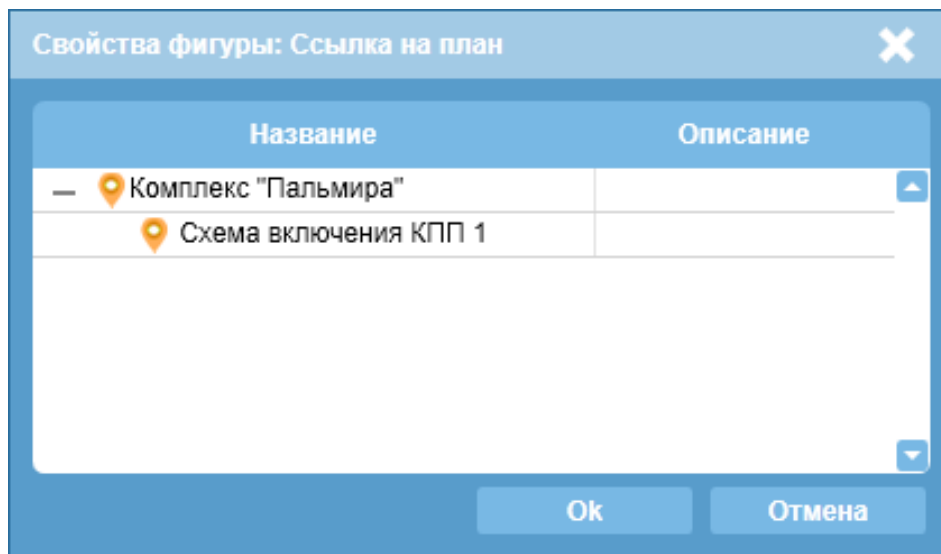 Свойства фигуры: Ссылка на план
Название Описание
Комплекс "Пальмира"
Схема включения КПП 1
Ok Отмена